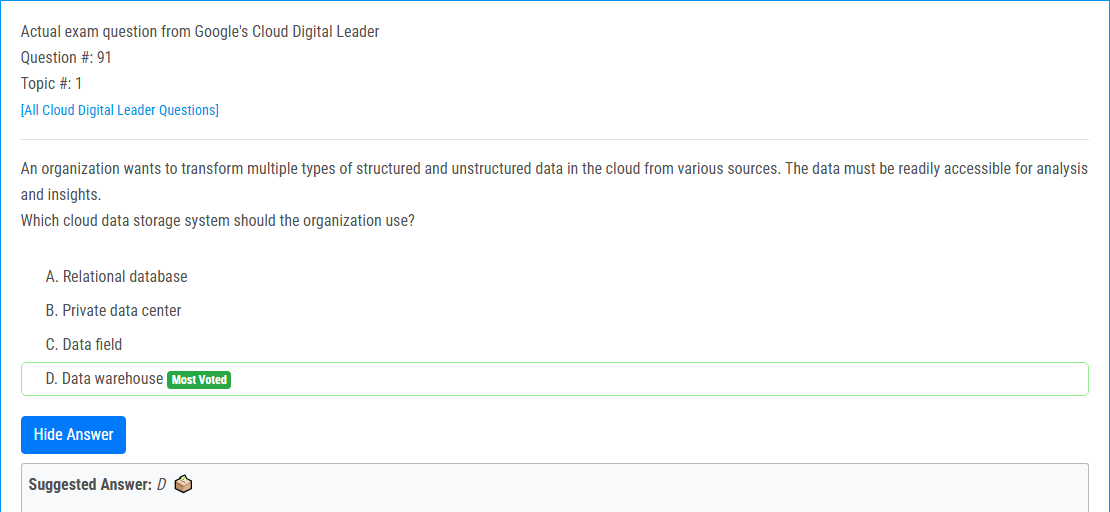 Actual exam question from Google's Cloud Digital Leader
Question #: 91
Topic #: 1
[All Cloud Digital Leader Questions]
An organization wants to transform multiple types of structured and unstructured data in the cloud from various sources. The data must be readily accessible for analysis
and insights.
Which cloud data storage system should the organization use?
A. Relational database
B. Private data center
C. Data field
D. Data warehouse Most Voted
Hide Answer
Suggested Answer: D